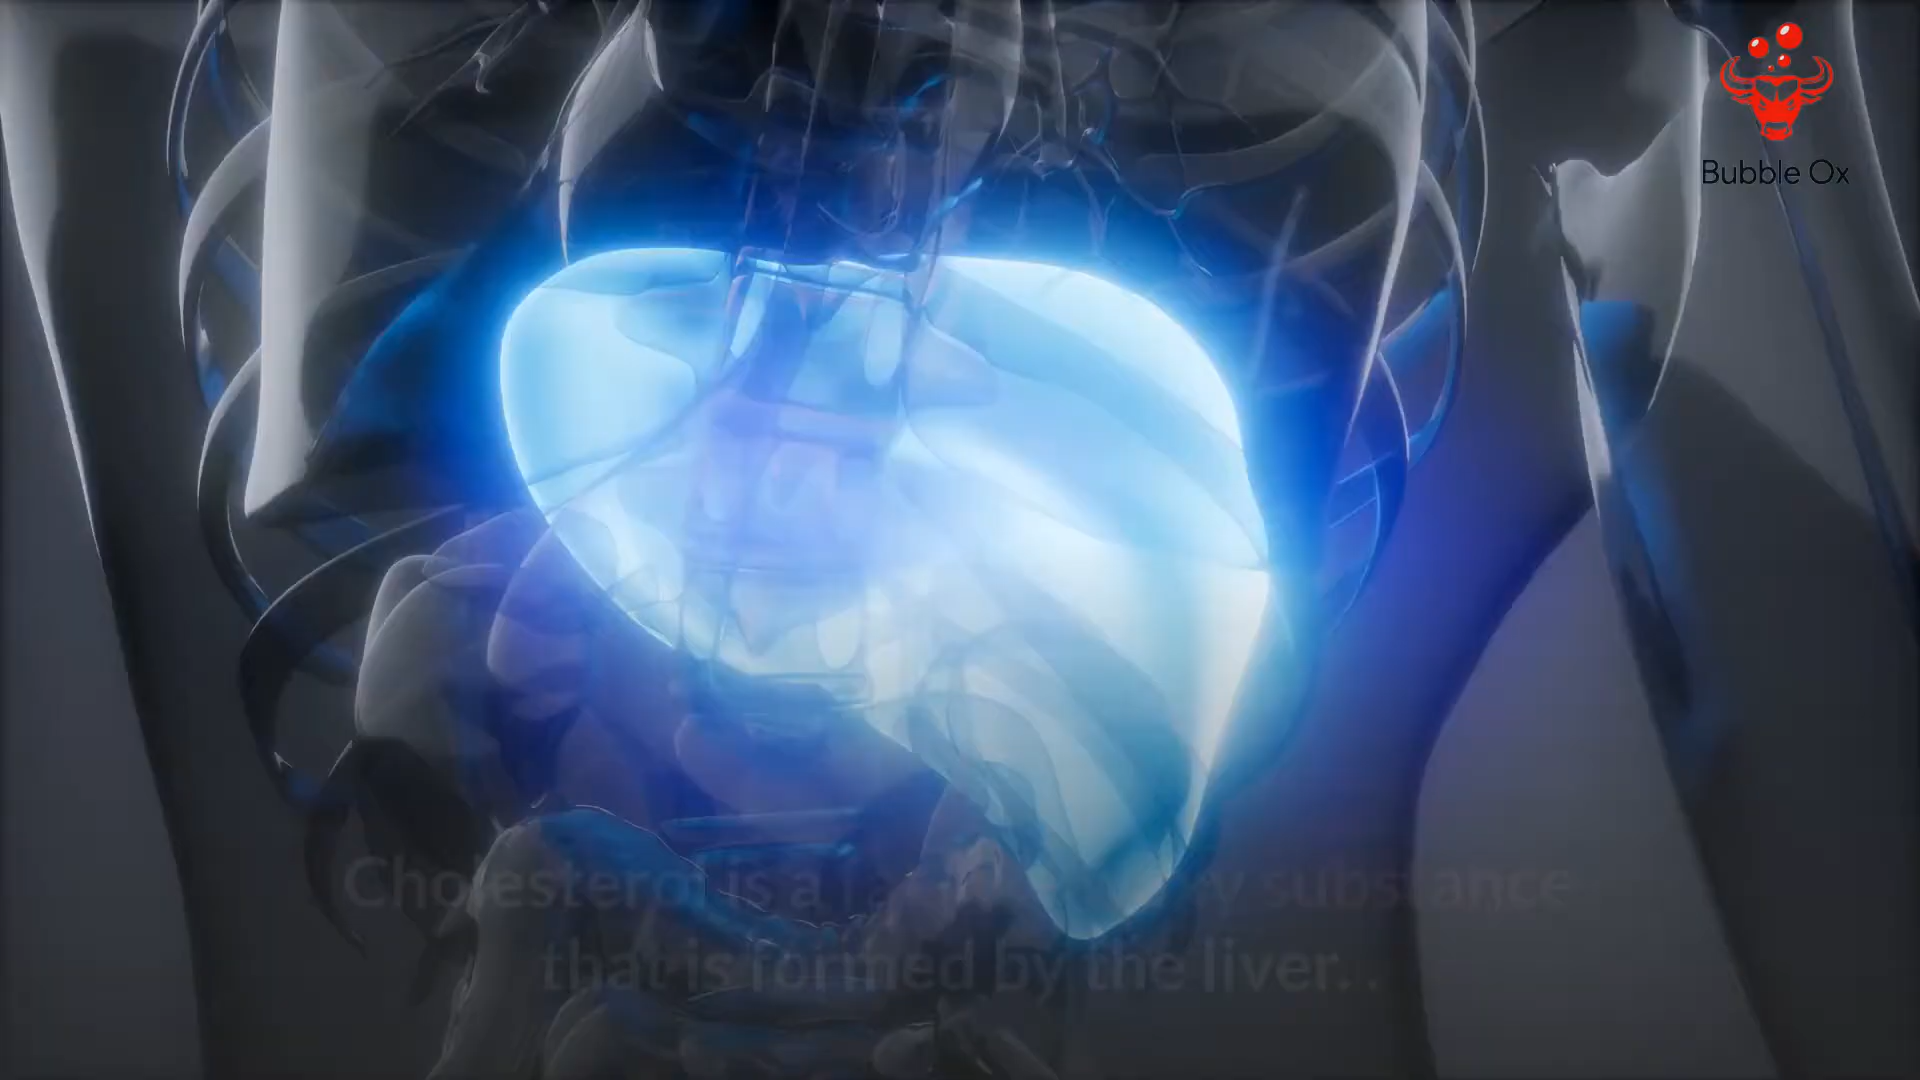 Bubble Ox
Cholesterol is a substance
that is formed by the liver..